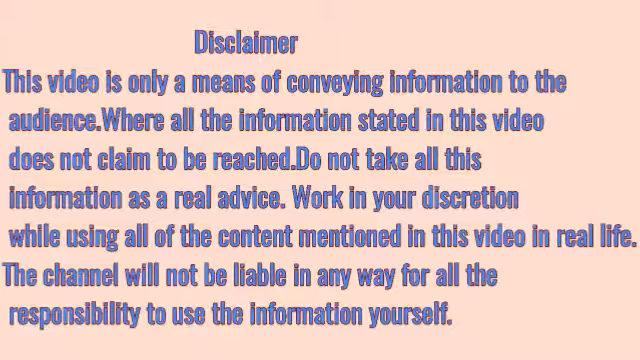 Disclaimer
This video is only a means of conveying information to the
audience.Where all the information stated in this video
does not claim to be reached.Do not take all this
information as a real advice. Work in your discretion
while using all of the content mentioned in this video in real life.
The channel will not be liable in any way for all the
responsibility to use the information yourself.